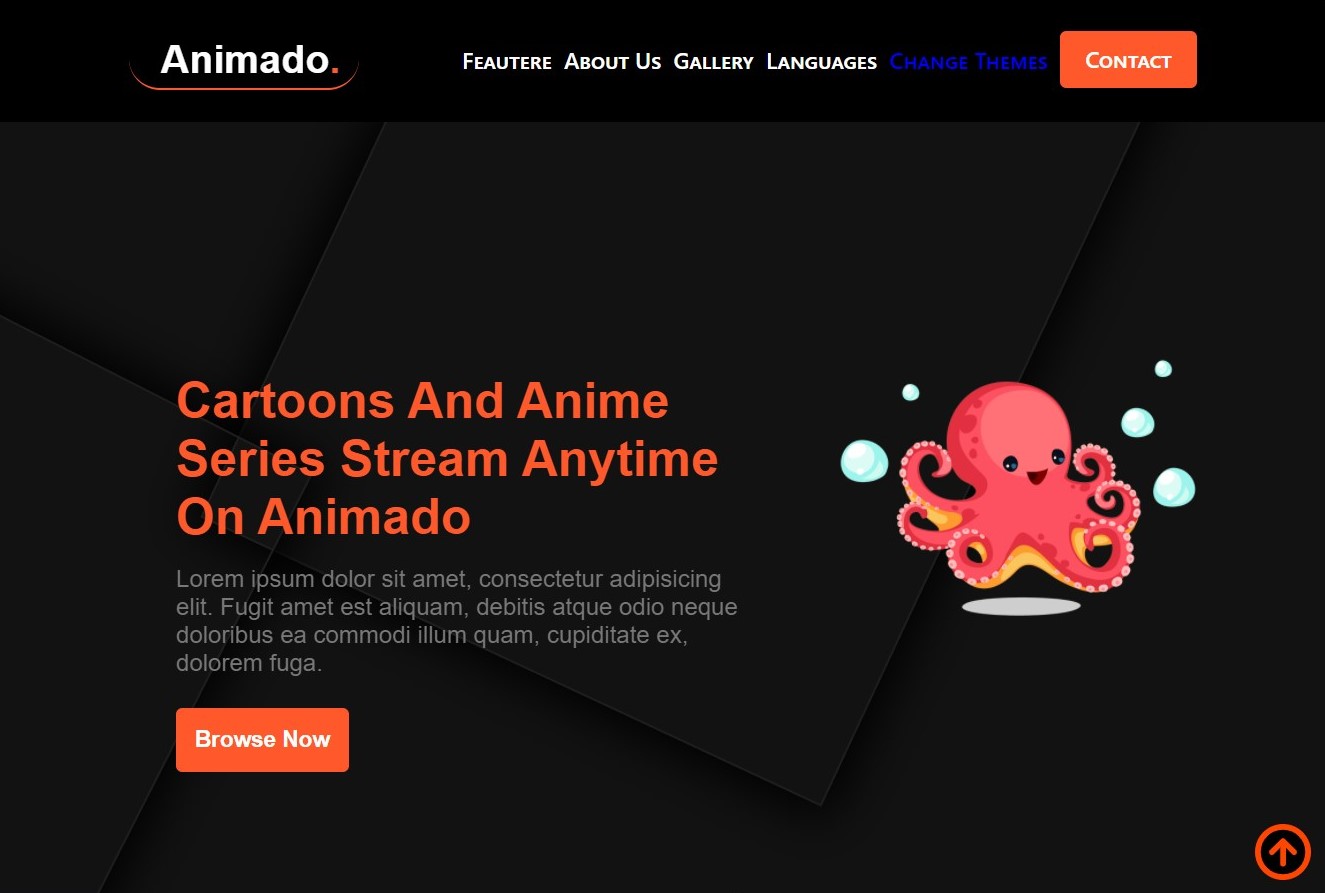 Animado.
Feautere About Us Gallery Languages Change Themes Contact
Cartoons And Anime
Series Stream Anytime
On Animado
Lorem ipsum dolor sit amet, consectetur adipisicing
elit. Fugit amet est aliquam, debitis atque odio neque
doloribus ea commodi illum quam, cupiditate ex,
dolorem fuga.
Browse Now